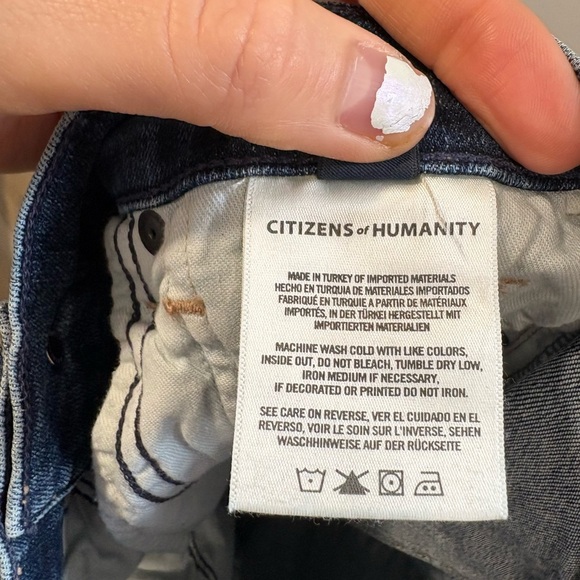 CITIZENS of HUMANITY
MADE IN TURKEY OF IMPORTED MATERIALS
HECHO EN TURQUIA DE MATERIALES IMPORTADOS
FABRIQUÉ EN TURQUIE A PARTIR DE MATÉRIAUX
IMPORTÉS, IN DER TÜRKEI HERGESTELLT MIT
IMPORTIERTEN MATERIALIEN
MACHINE WASH COLD WITH LIKE COLORS,
INSIDE OUT, DO NOT BLEACH, TUMBLE DRY LOW,
IRON MEDIUM IF NECESSARY,
IF DECORATED OR PRINTED DO NOT IRON.
SEE CARE ON REVERSE, VER EL CUIDADO EN EL
REVERSO, VOIR LE SOIN SUR L'INVERSE, SEHEN
WASCHHINWEISE AUF DER RÜCKSEITE